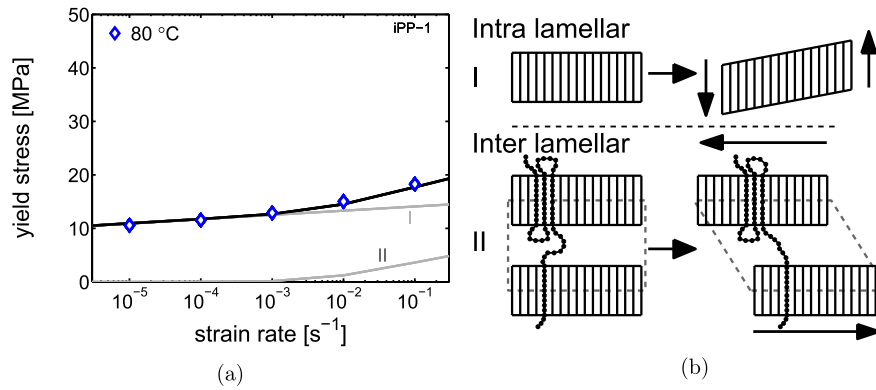 50
40
30
20
10
0
yield stress [MPa]
80 °C
iPP-1
I
II
10⁻⁵
10⁻⁴
10⁻³
10⁻²
10⁻¹
strain rate [s⁻¹]
(a)
Intra lamellar
I
Inter lamellar
II
(b)